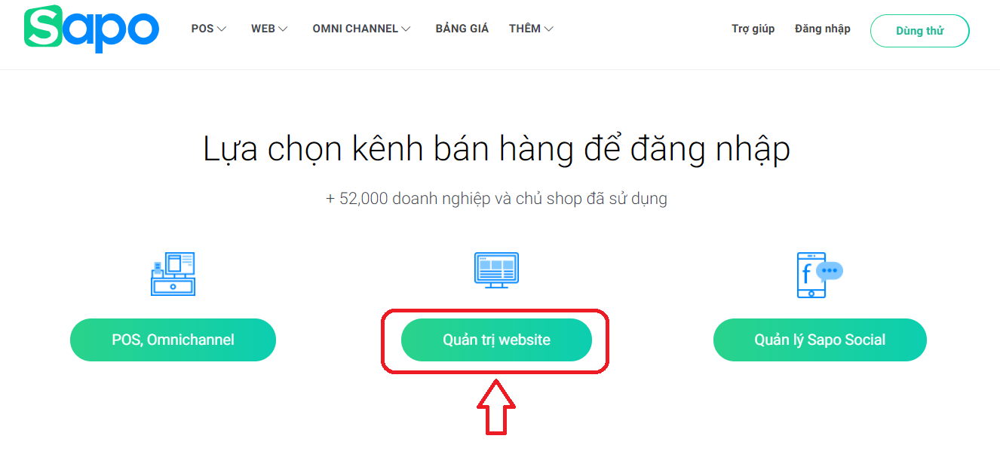 Sapo
POS WEB OMNI CHANNEL BẢNG GIÁ THÊM Trợ giúp Đăng nhập Dùng thử
Lựa chọn kênh bán hàng để đăng nhập
+ 52,000 doanh nghiệp và chủ shop đã sử dụng
f
POS, Omnichannel Quản trị website Quản lý Sapo Social